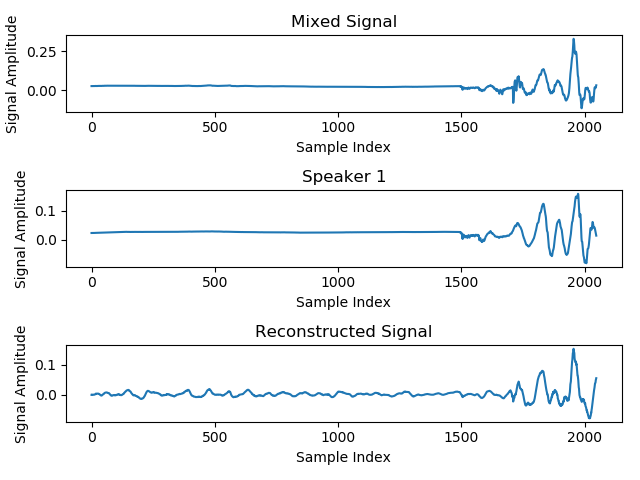 Mixed Signal
Signal Amplitude
0.25
0.00
0 500 1000 1500 2000
Sample Index
Speaker 1
Signal Amplitude
0.1
0.0
0 500 1000 1500 2000
Sample Index
Reconstructed Signal
Signal Amplitude
0.1
0.0
0 500 1000 1500 2000
Sample Index